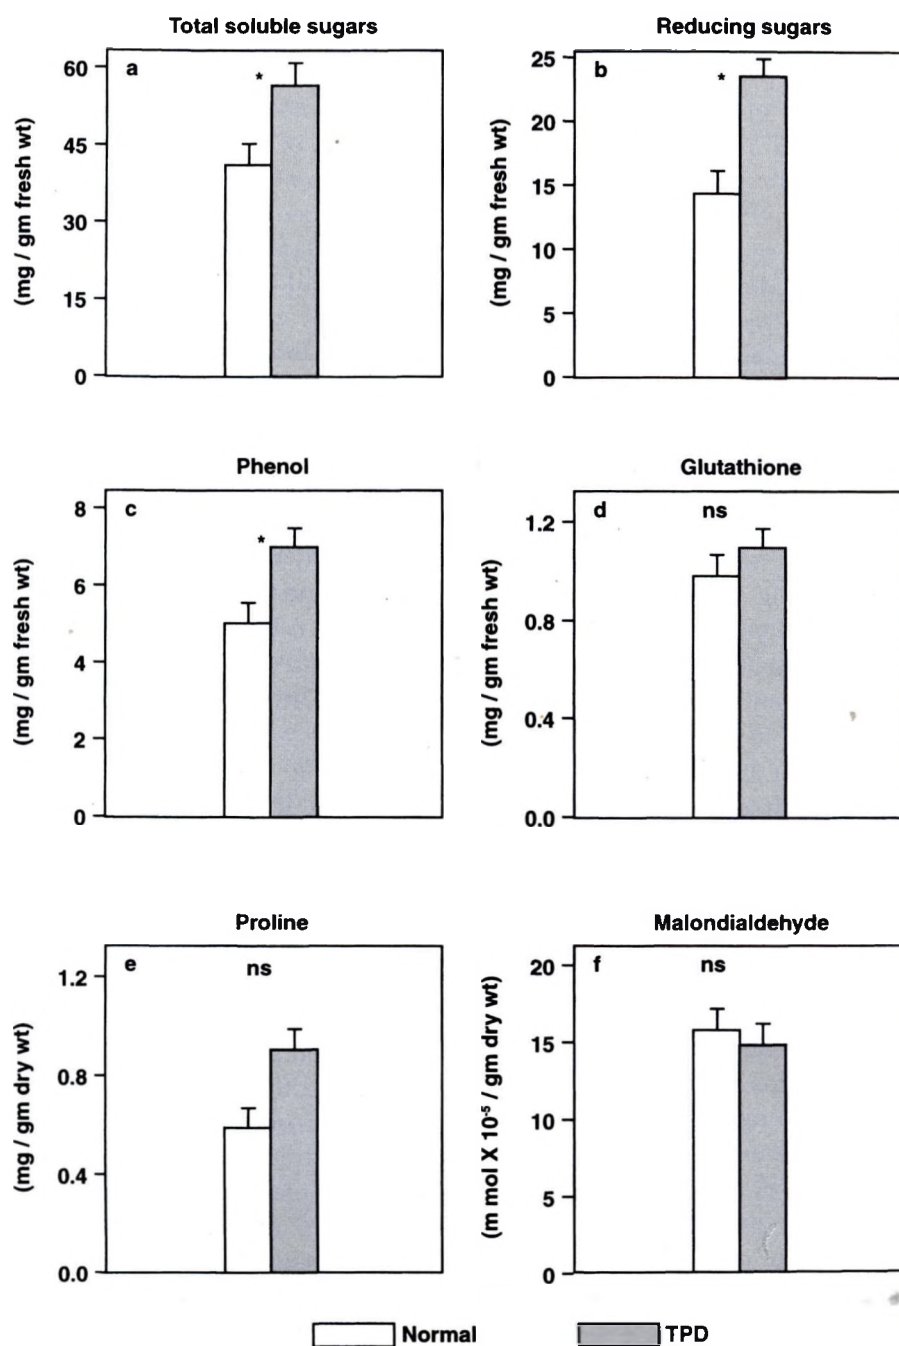 Total soluble sugars
a
*
60
45
30
15
0
(mg / gm fresh wt)
Reducing sugars
b
*
25
20
15
10
5
0
(mg / gm fresh wt)
Phenol
c
*
8
6
4
2
0
(mg / gm fresh wt)
Glutathione
d
ns
1.2
0.8
0.4
0.0
(mg / gm fresh wt)
Proline
e
ns
1.2
0.8
0.4
0.0
(mg / gm dry wt)
Malondialdehyde
f
ns
20
15
10
5
0
(m mol X 10⁻⁵ / gm dry wt)
Normal
TPD